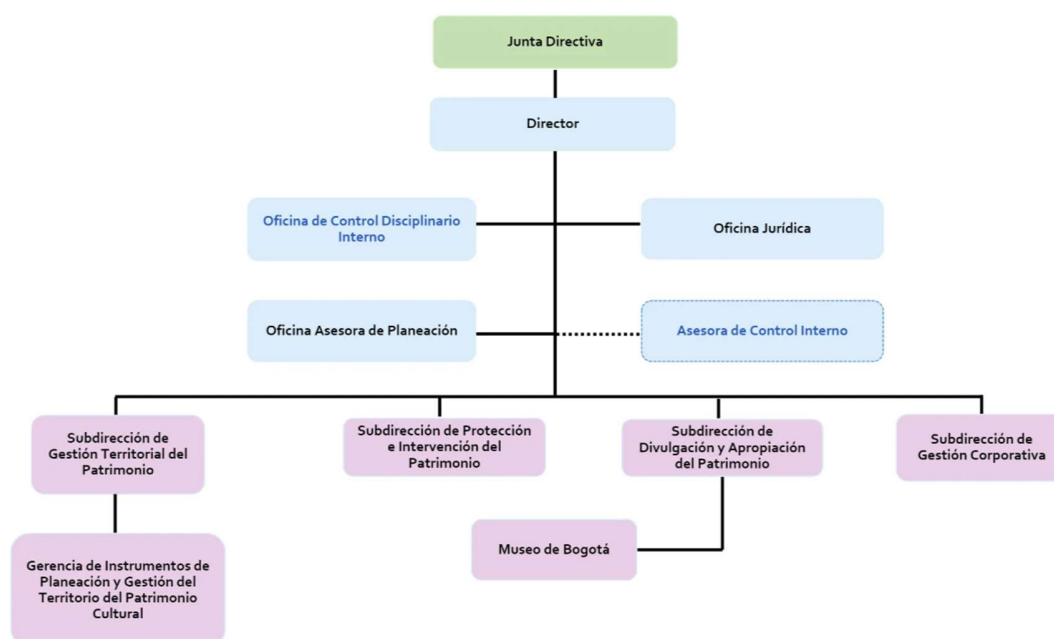 Junta Directiva
Director
Oficina de Control Disciplinario
Interno
Oficina Jurídica
Oficina Asesora de Planeación
Asesora de Control Interno
Subdirección de
Gestión Territorial del
Patrimonio
Subdirección de Protección
e Intervención del
Patrimonio
Subdirección de
Divulgación y Apropiación
del Patrimonio
Subdirección de
Gestión Corporativa
Gerencia de Instrumentos de
Planeación y Gestión del
Territorio del Patrimonio
Cultural
Museo de Bogotá